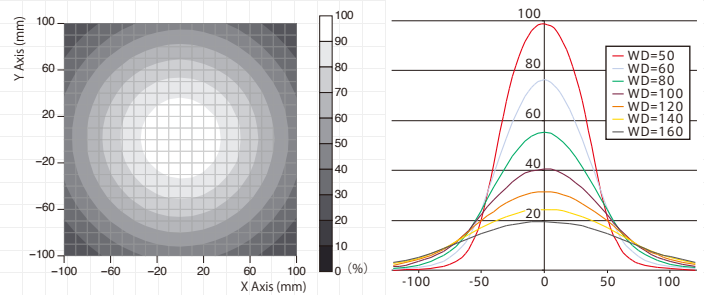 Y Axis (mm)
100
60
20
−20
−60
−100
−100 −60 −20 20 60 100
X Axis (mm)
100
90
80
70
60
50
40
30
20
10
0 (%)
100
80
60
40
20
-100 -50 0 50 100
WD=50
WD=60
WD=80
WD=100
WD=120
WD=140
WD=160